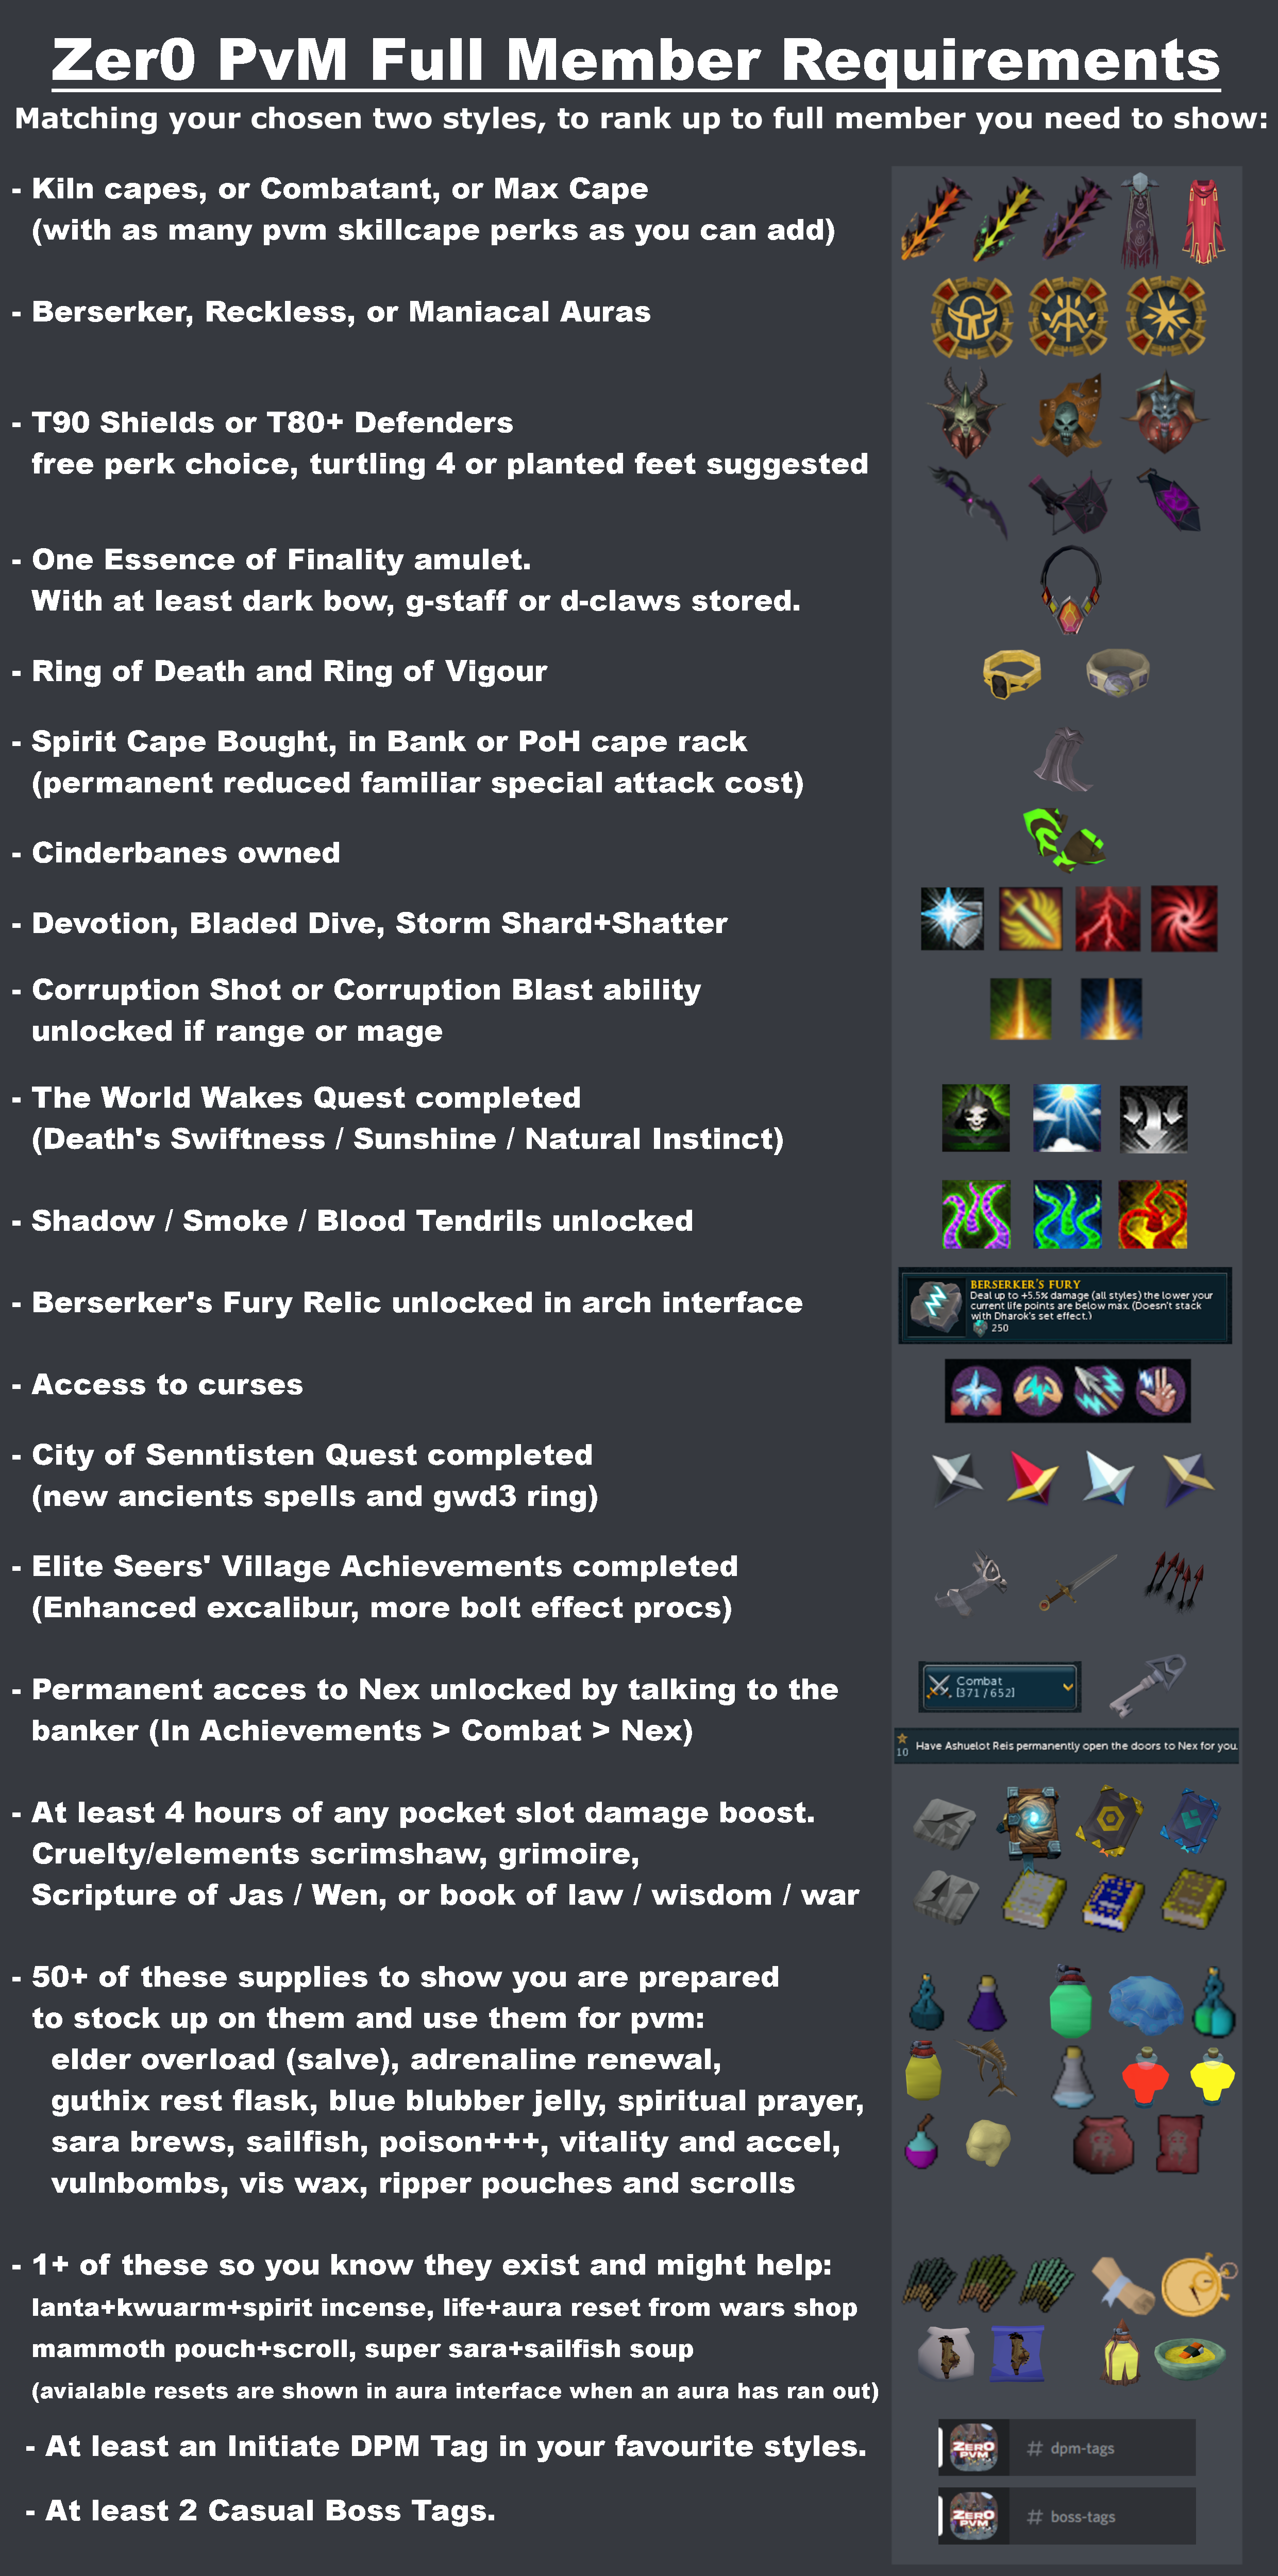 Zer0 PvM Full Member Requirements
Matching your chosen two styles, to rank up to full member you need to show:
- Kiln capes, or Combatant, or Max Cape
(with as many pvm skillcape perks as you can add)
- Berserker, Reckless, or Maniacal Auras
- T90 Shields or T80+ Defenders
free perk choice, turtling 4 or planted feet suggested
- One Essence of Finality amulet.
With at least dark bow, g-staff or d-claws stored.
- Ring of Death and Ring of Vigour
- Spirit Cape Bought, in Bank or PoH cape rack
(permanent reduced familiar special attack cost)
- Cinderbanes owned
- Devotion, Bladed Dive, Storm Shard+Shatter
- Corruption Shot or Corruption Blast ability
unlocked if range or mage
- The World Wakes Quest completed
(Death's Swiftness / Sunshine / Natural Instinct)
- Shadow / Smoke / Blood Tendrils unlocked
- Berserker's Fury Relic unlocked in arch interface
BERSERKER'S FURY
Deal up to +5.5% damage (all styles) the lower your
current life points are below max. (Doesn't stack
with Dharok's set effect.)
250
- Access to curses
- City of Senntisten Quest completed
(new ancients spells and gwd3 ring)
- Elite Seers' Village Achievements completed
(Enhanced excalibur, more bolt effect procs)
- Permanent acces to Nex unlocked by talking to the
banker (In Achievements > Combat > Nex)
Combat
[371 / 652]
10 Have Ashuelot Reis permanently open the doors to Nex for you.
- At least 4 hours of any pocket slot damage boost.
Cruelty/elements scrimshaw, grimoire,
Scripture of Jas / Wen, or book of law / wisdom / war
- 50+ of these supplies to show you are prepared
to stock up on them and use them for pvm:
elder overload (salve), adrenaline renewal,
guthix rest flask, blue blubber jelly, spiritual prayer,
sara brews, sailfish, poison+++, vitality and accel,
vulnbombs, vis wax, ripper pouches and scrolls
- 1+ of these so you know they exist and might help:
lanta+kwuarm+spirit incense, life+aura reset from wars shop
mammoth pouch+scroll, super sara+sailfish soup
(avialable resets are shown in aura interface when an aura has ran out)
- At least an Initiate DPM Tag in your favourite styles.
ZER0
PVM
# dpm-tags
- At least 2 Casual Boss Tags.
ZER0
PVM
# boss-tags